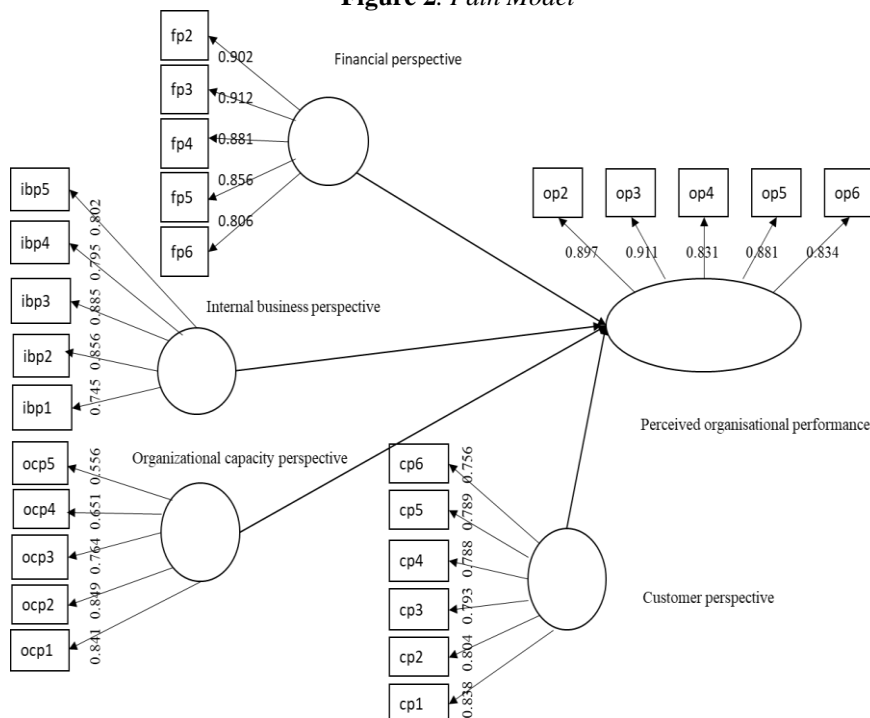 Figure 2. Path Model
fp2
0.902
Financial perspective
fp3
0.912
fp4
0.881
fp5
0.856
fp6
0.806
op2
op3
op4
op5
op6
0.897
0.911
0.831
0.881
0.834
ibp5
0.802
ibp4
0.795
ibp3
0.885
ibp2
0.856
ibp1
0.745
Internal business perspective
Perceived organisational performance
Organizational capacity perspective
ocp5
0.556
ocp4
0.651
ocp3
0.764
ocp2
0.849
ocp1
0.841
cp6
0.756
cp5
0.789
cp4
0.788
cp3
0.793
cp2
0.804
cp1
0.838
Customer perspective